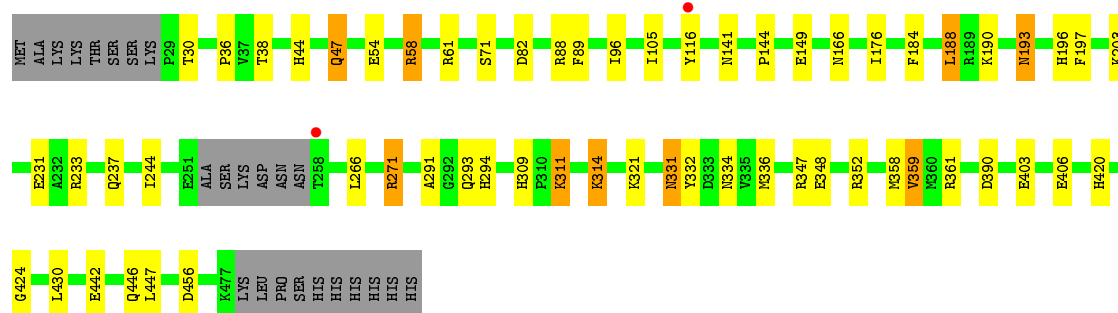 MET ALA LYS LYS THR SER SER LYS P29 T30 P36 V37 T38 H44 Q47 E54 R58 R61 S71 D82 R88 F89 I96 I105 Y116 N141 P144 E149 N166 I176 F184 L188 R189 K190 N193 H196 F197
E231 A232 R233 Q237 I244 E251 ALA SER LYS ASP ASN ASN T258 L266 R271 A291 G292 Q293 H294 H309 P310 K311 K314 K321 N331 Y332 D333 N334 V335 M336 R347 E348 R352 M358 V359 M360 R361 D390 E403 E406 H420
G424 L430 E442 Q446 L447 D456 K477 LYS LEU PRO SER HIS HIS HIS HIS HIS HIS